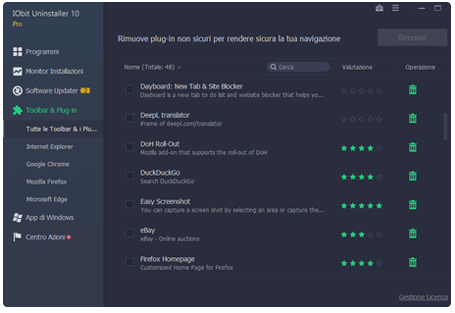 IObit Uninstaller 10
Pro
Programmi
Monitor Installazioni
Software Updater
Toolbar & Plug-in
Tutte le Toolbar & i Plu...
Internet Explorer
Google Chrome
Mozilla Firefox
Microsoft Edge
App di Windows
Centro Azioni
Rimuove plug-in non sicuri per rendere sicura la tua navigazione
Rimuovi
Nome (Totale: 48)
Cerca
Valutazione
Operazione
Dayboard: New Tab & Site Blocker
Dayboard is a new tab to do list and website blocker that helps yo...
DeepL translator
iFrame of deepl.com/translator
DoH Roll-Out
Mozilla add-on that supports the roll-out of DoH
DuckDuckGo
Search DuckDuckGo
Easy Screenshot
You can capture a screen shot by selecting an area or capture the...
eBay
eBay - Online auctions
Firefox Homepage
Customized Home Page for Firefox
Gestione Licenza